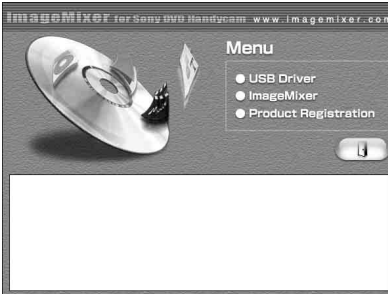 ImageMixer for Sony DVD Handycam www.imagemixer.com
Menu
USB Driver
ImageMixer
Product Registration